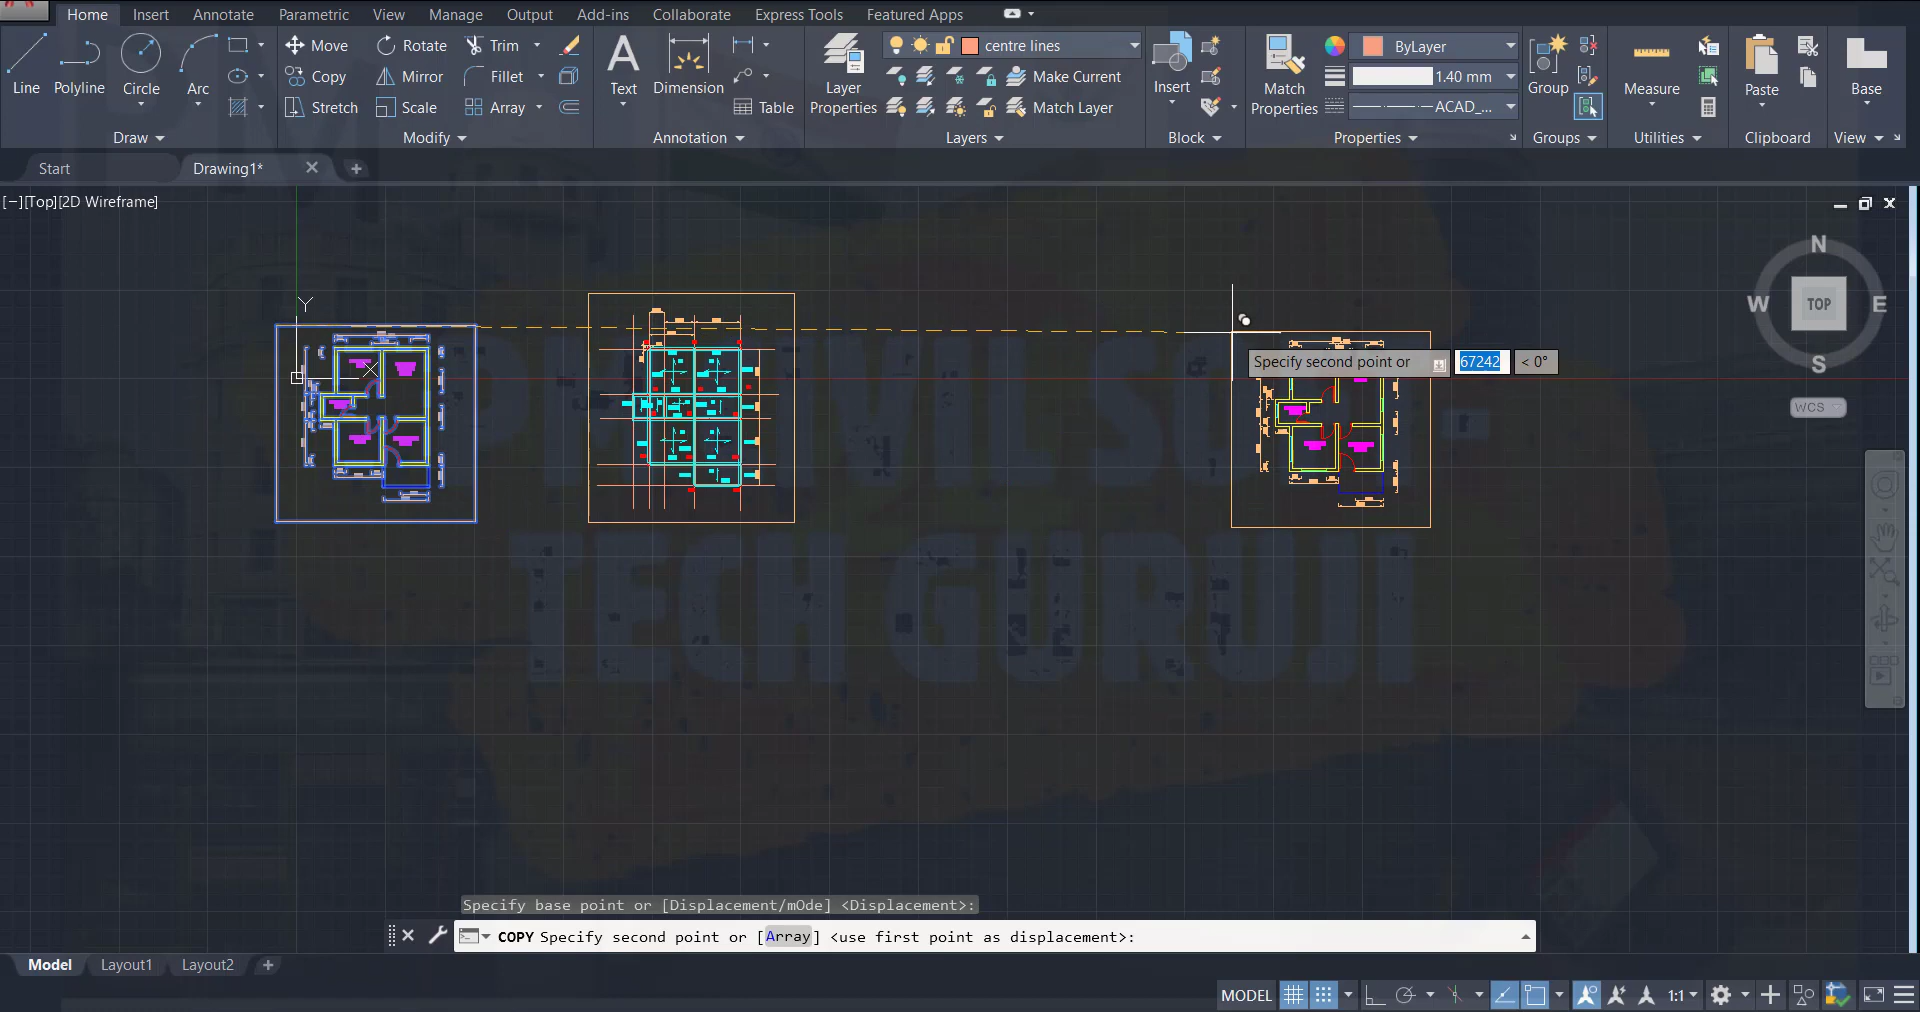 Home Insert Annotate Parametric View Manage Output Add-ins Collaborate Express Tools Featured Apps
Line Polyline Circle Arc
Move Rotate Trim
Copy Mirror Fillet
Stretch Scale Array
Text Dimension Table
Layer Properties
centre lines
Make Current
Match Layer
Insert
Match Properties
ByLayer
1.40 mm
ACAD_...
Group Measure Paste Base
Draw Modify Annotation Layers Block Properties Groups Utilities Clipboard View
Start Drawing1*
[−][Top][2D Wireframe]
N
W TOP E
S
WCS
Y
Specify second point or 67242 < 0°
CIVIL
TECH GURUJI
Specify base point or [Displacement/mOde] <Displacement>:
COPY Specify second point or [Array] <use first point as displacement>:
Model Layout1 Layout2
MODEL 1:1